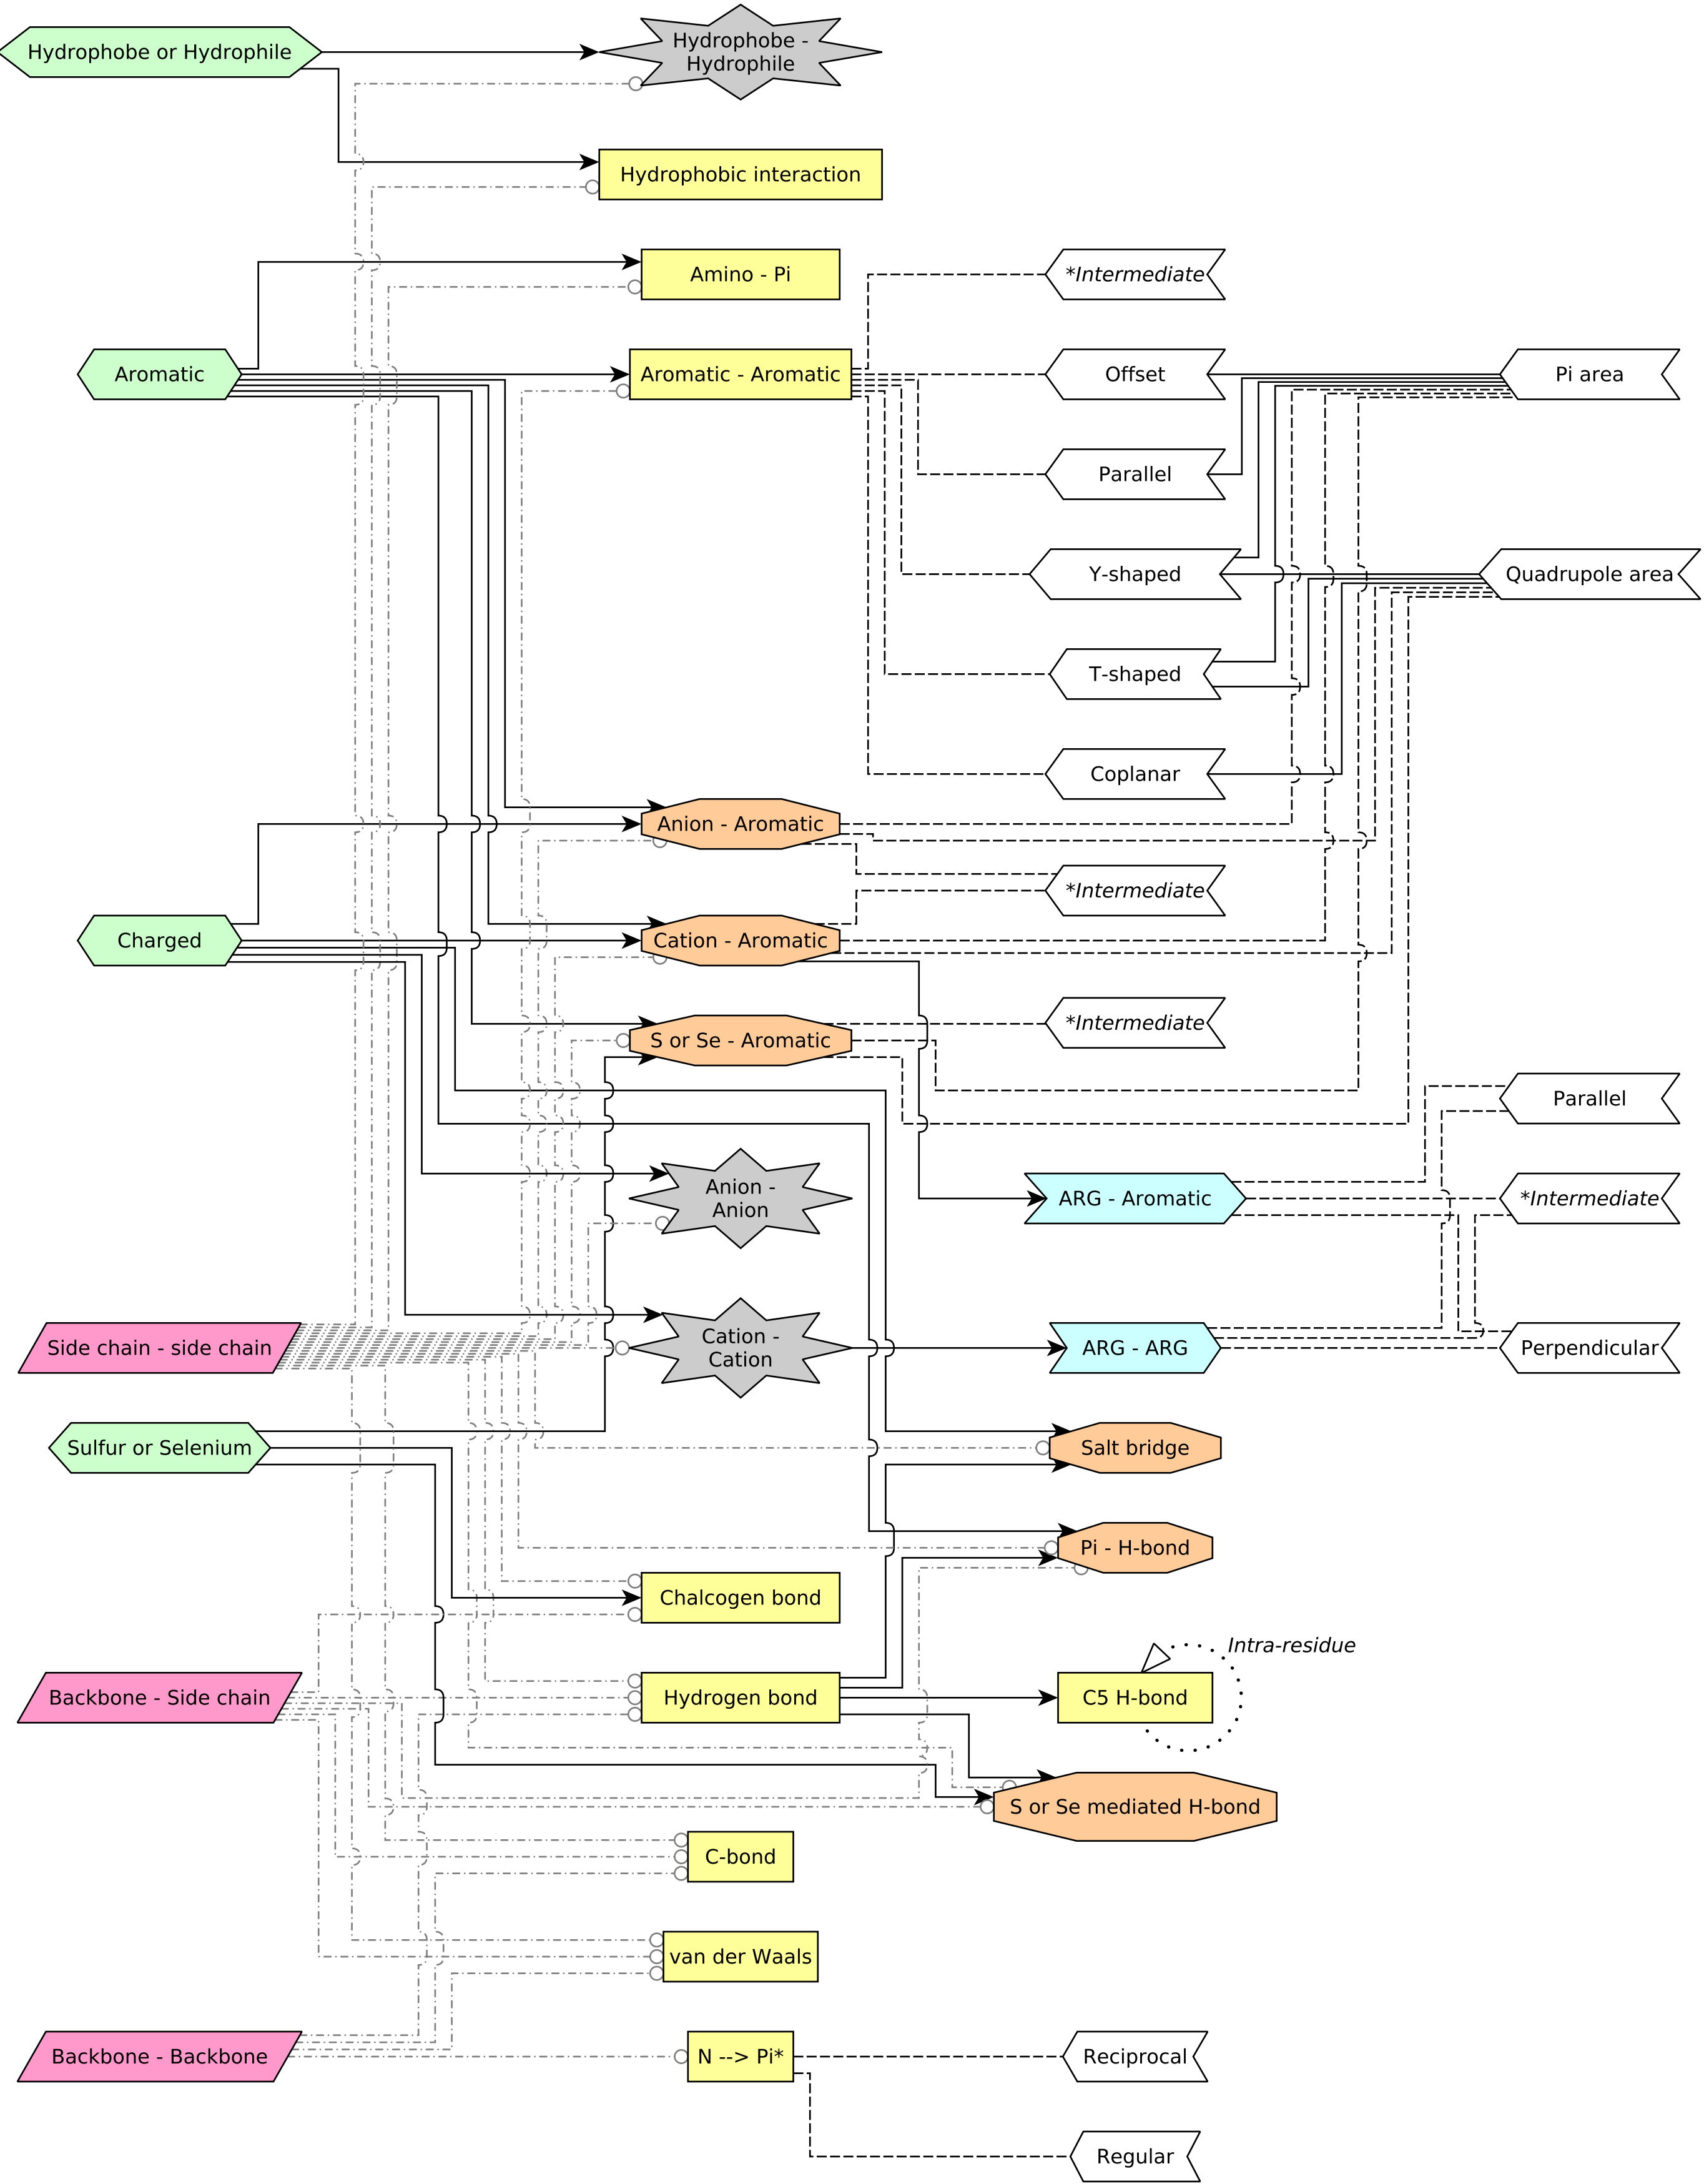 Hydrophobe or Hydrophile
Hydrophobe -
Hydrophile
Hydrophobic interaction
Amino - Pi
*Intermediate
Aromatic
Aromatic - Aromatic
Offset
Pi area
Parallel
Y-shaped
Quadrupole area
T-shaped
Coplanar
Anion - Aromatic
*Intermediate
Charged
Cation - Aromatic
*Intermediate
S or Se - Aromatic
Parallel
Anion -
Anion
ARG - Aromatic
*Intermediate
Side chain - side chain
Cation -
Cation
ARG - ARG
Perpendicular
Sulfur or Selenium
Salt bridge
Pi - H-bond
Chalcogen bond
Intra-residue
Backbone - Side chain
Hydrogen bond
C5 H-bond
S or Se mediated H-bond
C-bond
van der Waals
Backbone - Backbone
N --> Pi*
Reciprocal
Regular